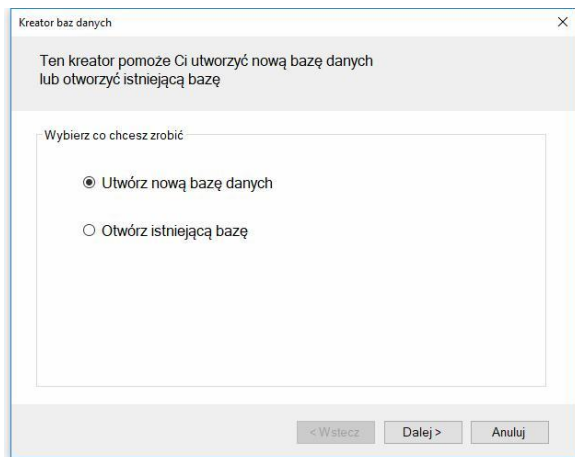 Kreator baz danych
Ten kreator pomoże Ci utworzyć nową bazę danych
lub otworzyć istniejącą bazę
Wybierz co chcesz zrobić
Utwórz nową bazę danych
Otwórz istniejącą bazę
< Wstecz
Dalej >
Anuluj